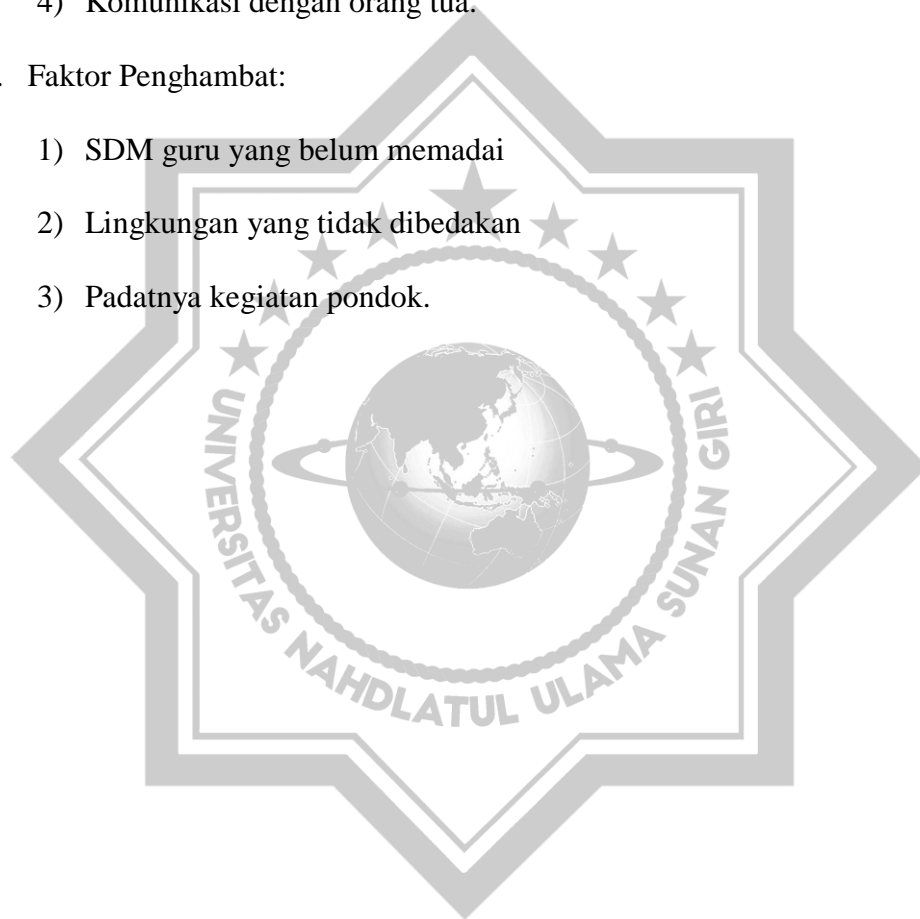 4) Komunikasi dengan orang tua.
. Faktor Penghambat:
1) SDM guru yang belum memadai
2) Lingkungan yang tidak dibedakan
3) Padatnya kegiatan pondok.
UNIVERSITAS NAHDLATUL ULAMA SUNAN GIRI